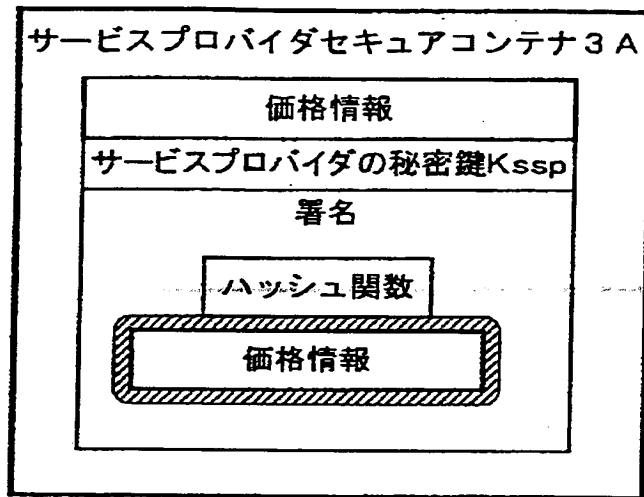 サービスプロバイダセキュアコンテナ３Ａ
価格情報
サービスプロバイダの秘密鍵Kssp
署名
ハッシュ関数
価格情報